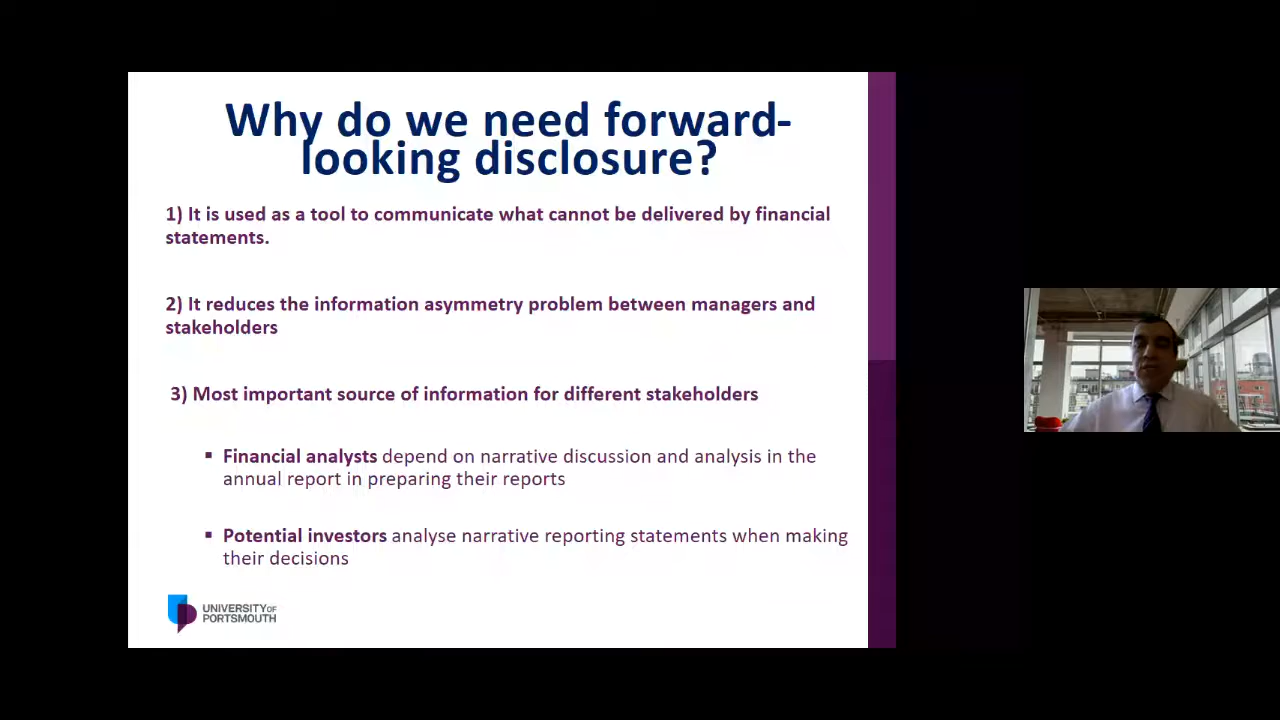 Why do we need forward-
looking disclosure?
1) It is used as a tool to communicate what cannot be delivered by financial
statements.
2) It reduces the information asymmetry problem between managers and
stakeholders
3) Most important source of information for different stakeholders
▪ Financial analysts depend on narrative discussion and analysis in the
annual report in preparing their reports
▪ Potential investors analyse narrative reporting statements when making
their decisions
UNIVERSITY OF
PORTSMOUTH